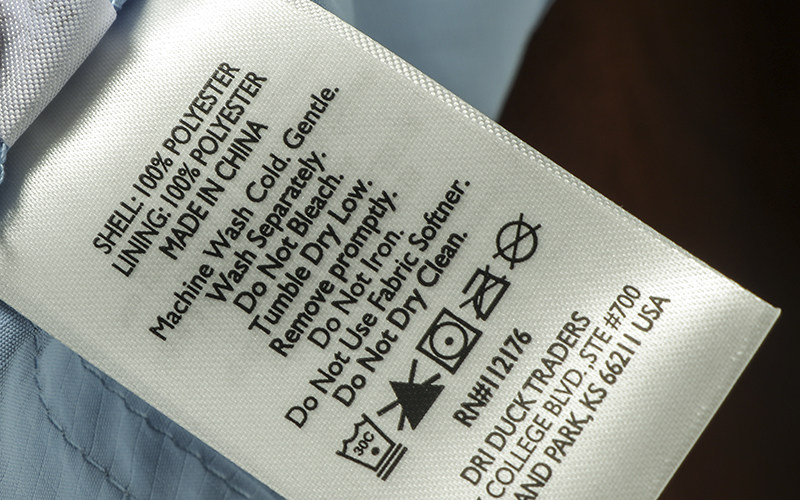 SHELL: 100% POLYESTER
LINING: 100% POLYESTER
MADE IN CHINA
Machine Wash Cold. Gentle.
Wash Separately.
Do Not Bleach.
Tumble Dry Low.
Remove promptly.
Do Not Iron.
Do Not Use Fabric Softner.
Do Not Dry Clean.
30C
RN#112176
DRI DUCK TRADERS
COLLEGE BLVD. STE #700
PARK, KS 66211 USA